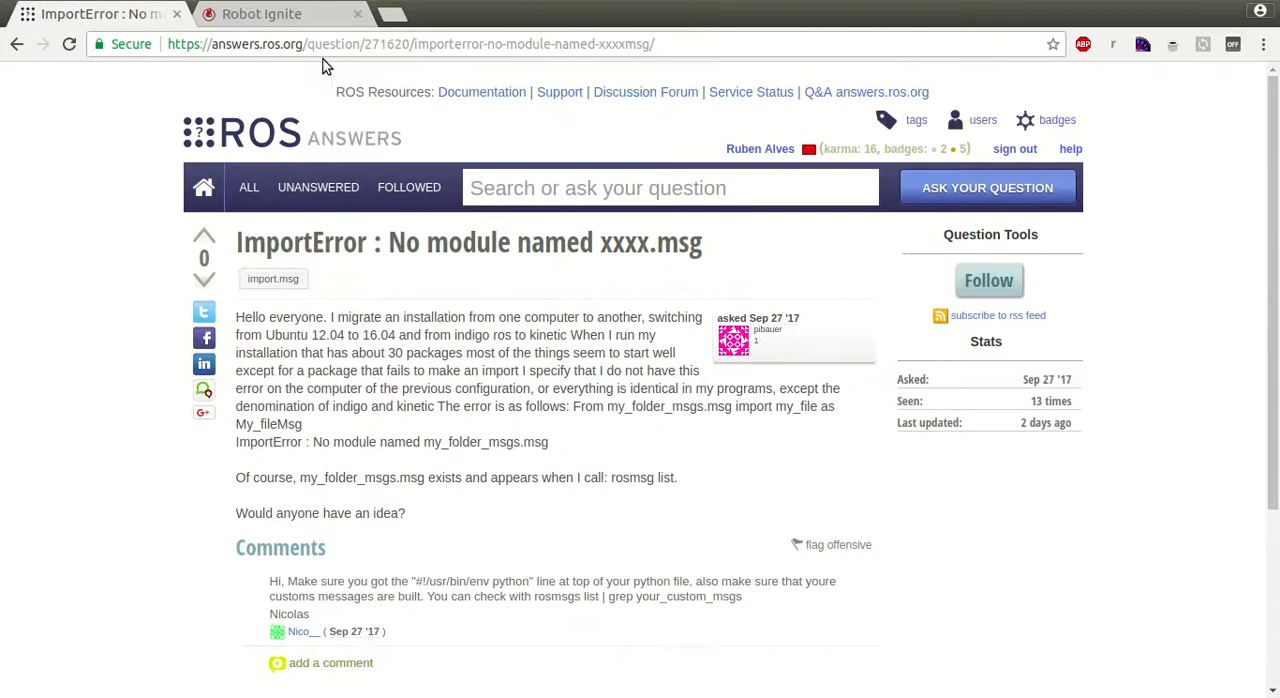 ImportError : No m
Robot Ignite
Secure https://answers.ros.org/question/271620/importerror-no-module-named-xxxxmsg/
ABP
r
OFF
ROS Resources: Documentation | Support | Discussion Forum | Service Status | Q&A answers.ros.org
? ROS ANSWERS
tags users badges
Ruben Alves (karma: 16, badges: ● 2 ● 5) sign out help
ALL UNANSWERED FOLLOWED Search or ask your question ASK YOUR QUESTION
ImportError : No module named xxxx.msg
0
import.msg
Hello everyone. I migrate an installation from one computer to another, switching
from Ubuntu 12.04 to 16.04 and from indigo ros to kinetic When I run my
installation that has about 30 packages most of the things seem to start well
except for a package that fails to make an import I specify that I do not have this
error on the computer of the previous configuration, or everything is identical in my programs, except the
denomination of indigo and kinetic The error is as follows: From my_folder_msgs.msg import my_file as
My_fileMsg
ImportError : No module named my_folder_msgs.msg
asked Sep 27 '17
pibauer
1
Of course, my_folder_msgs.msg exists and appears when I call: rosmsg list.
Would anyone have an idea?
Comments
flag offensive
Hi, Make sure you got the "#!/usr/bin/env python" line at top of your python file, also make sure that youre
customs messages are built. You can check with rosmsgs list | grep your_custom_msgs
Nicolas
Nico__ ( Sep 27 '17 )
add a comment
Question Tools
Follow
subscribe to rss feed
Stats
Asked: Sep 27 '17
Seen: 13 times
Last updated: 2 days ago
t
f
in
G+